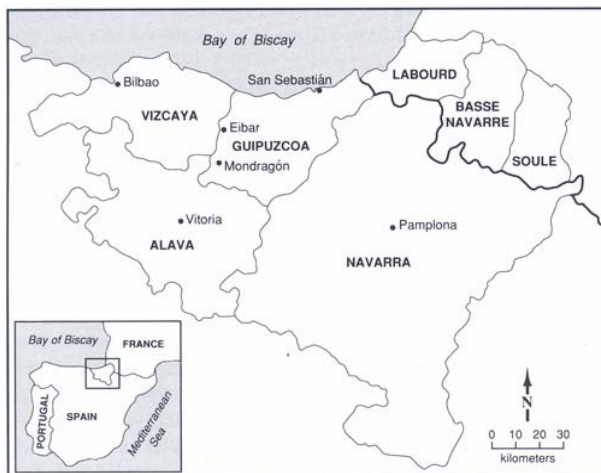 Bay of Biscay
San Sebastián
Bilbao
LABOURD
VIZCAYA
BASSE
NAVARRE
Eibar
GUIPUZCOA
SOULE
Mondragón
Vitoria
Pamplona
ALAVA
NAVARRA
Bay of Biscay
FRANCE
PORTUGAL
SPAIN
Mediterranean
Sea
N
0 10 20 30
kilometers